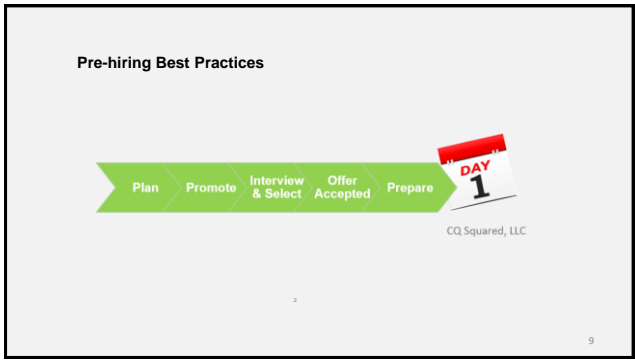 Pre-hiring Best Practices
Plan
Promote
Interview
& Select
Offer
Accepted
Prepare
DAY
1
CQ Squared, LLC
2
9